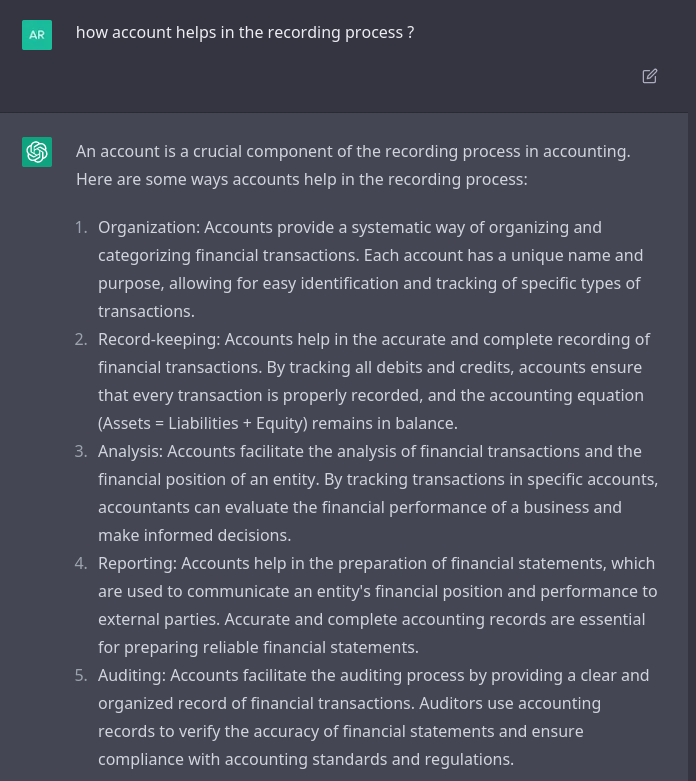 AR
how account helps in the recording process ?
An account is a crucial component of the recording process in accounting.
Here are some ways accounts help in the recording process:
1. Organization: Accounts provide a systematic way of organizing and
categorizing financial transactions. Each account has a unique name and
purpose, allowing for easy identification and tracking of specific types of
transactions.
2. Record-keeping: Accounts help in the accurate and complete recording of
financial transactions. By tracking all debits and credits, accounts ensure
that every transaction is properly recorded, and the accounting equation
(Assets = Liabilities + Equity) remains in balance.
3. Analysis: Accounts facilitate the analysis of financial transactions and the
financial position of an entity. By tracking transactions in specific accounts,
accountants can evaluate the financial performance of a business and
make informed decisions.
4. Reporting: Accounts help in the preparation of financial statements, which
are used to communicate an entity's financial position and performance to
external parties. Accurate and complete accounting records are essential
for preparing reliable financial statements.
5. Auditing: Accounts facilitate the auditing process by providing a clear and
organized record of financial transactions. Auditors use accounting
records to verify the accuracy of financial statements and ensure
compliance with accounting standards and regulations.